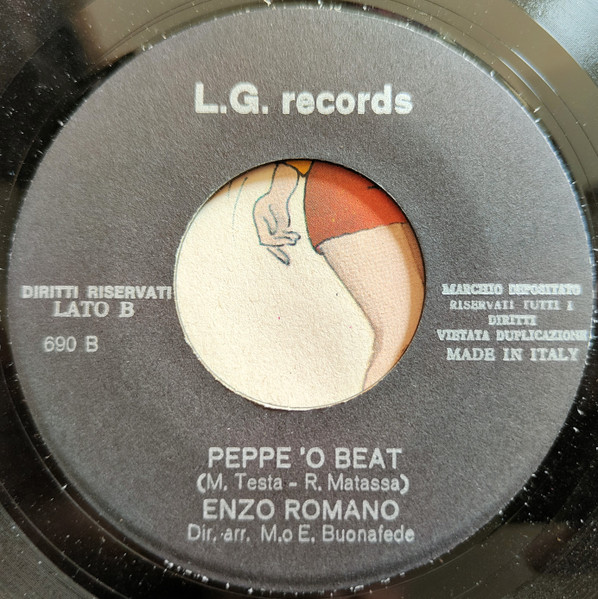 L.G. records
DIRITTI RISERVATI
LATO B
690 B
MARCHIO DEPOSITATO
RISERVATI TUTTI I
DIRITTI
VIETATA DUPLICAZIONE
MADE IN ITALY
PEPPE 'O BEAT
(M. Testa - R. Matassa)
ENZO ROMANO
Dir. arr. M.o E. Buonafede